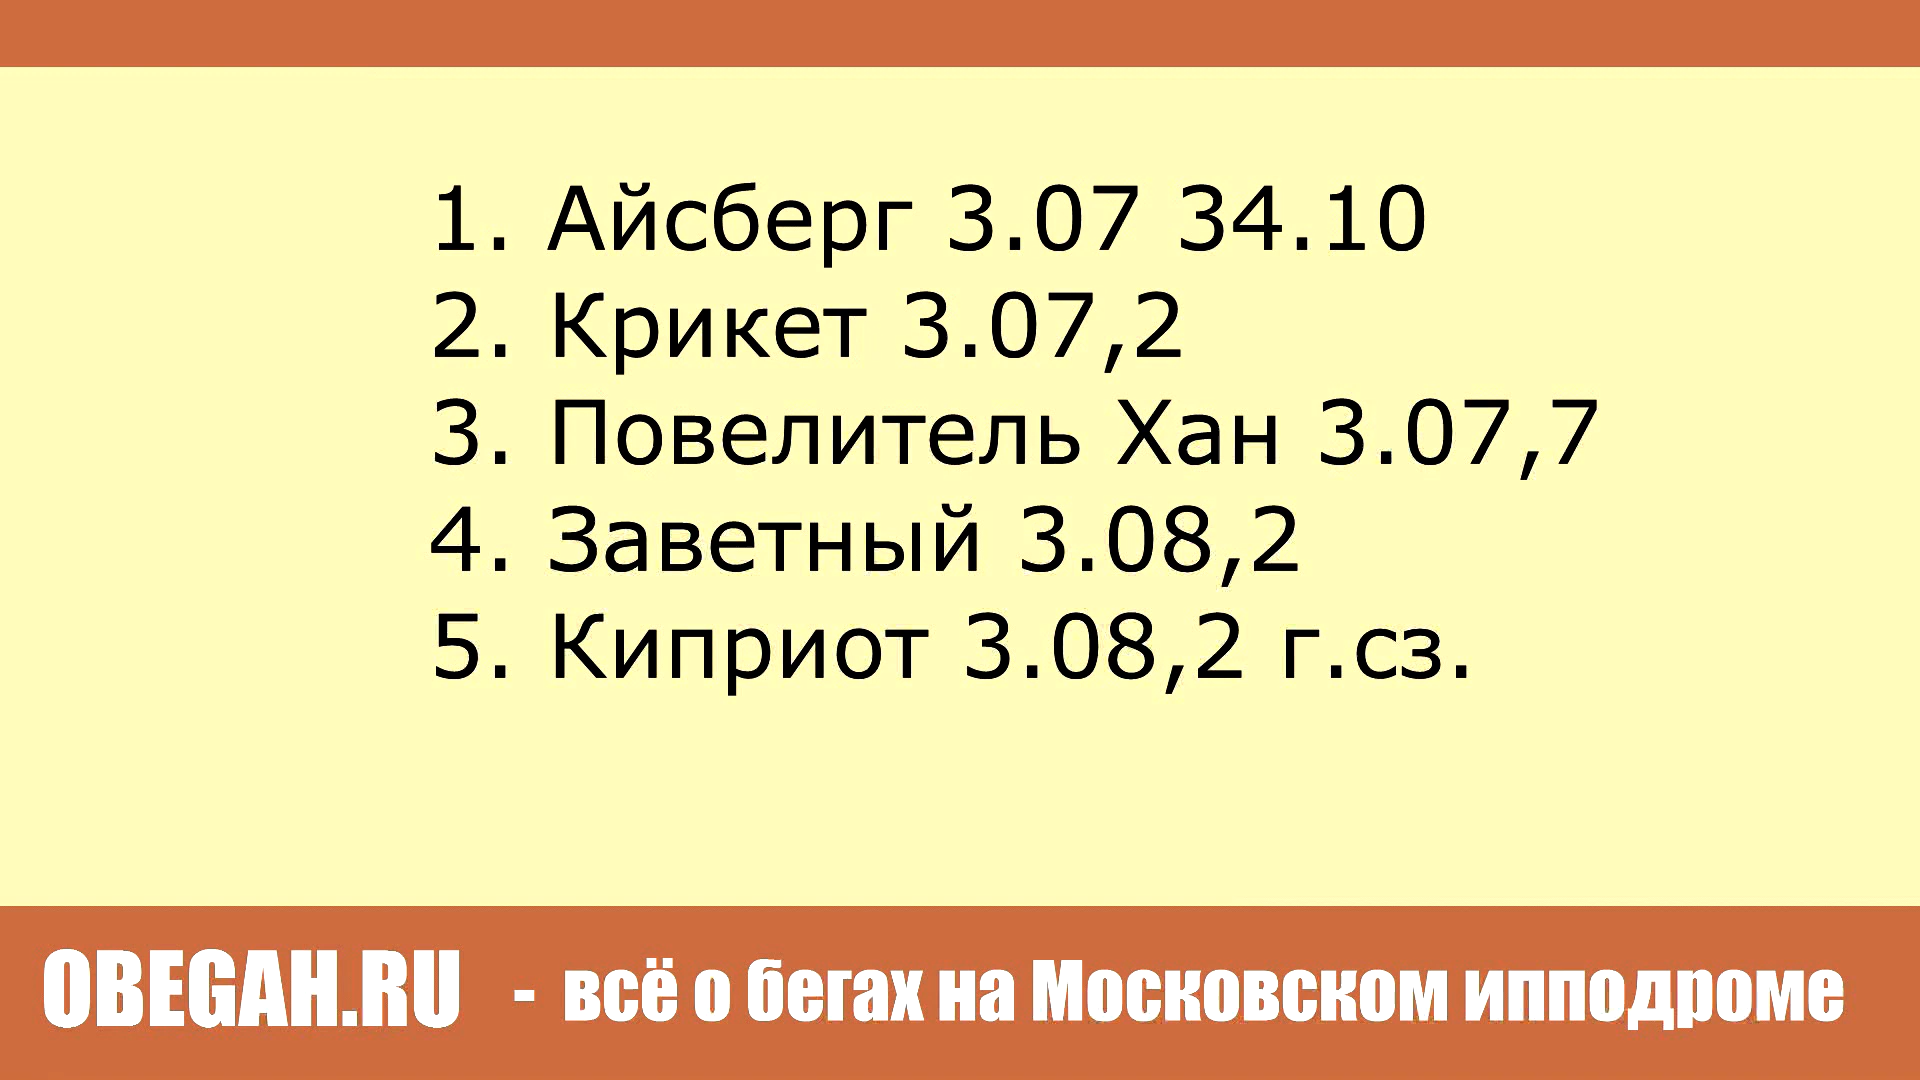 1. Айсберг 3.07 34.10
2. Крикет 3.07,2
3. Повелитель Хан 3.07,7
4. Заветный 3.08,2
5. Киприот 3.08,2 г.сз.
OBEGAH.RU - всё о бегах на Московском ипподроме